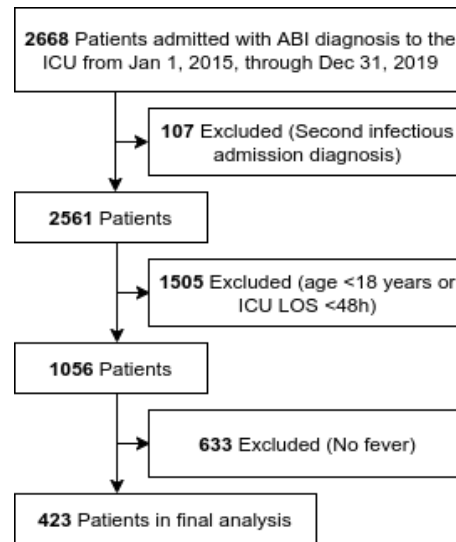 2668 Patients admitted with ABI diagnosis to the
ICU from Jan 1, 2015, through Dec 31, 2019
107 Excluded (Second infectious
admission diagnosis)
2561 Patients
1505 Excluded (age <18 years or
ICU LOS <48h)
1056 Patients
633 Excluded (No fever)
423 Patients in final analysis